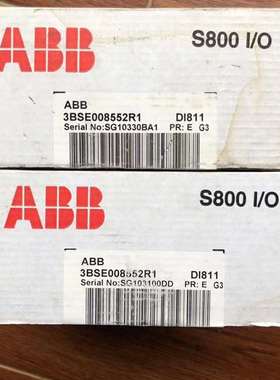 ABB
S800 I/O
ABB
3BSE008552R1 DI811
Serial No:SG10330BA1 PR: E G3
ABB
S800 I/O
ABB
3BSE008552R1 DI811
Serial No:SG103100DD PR: E G3